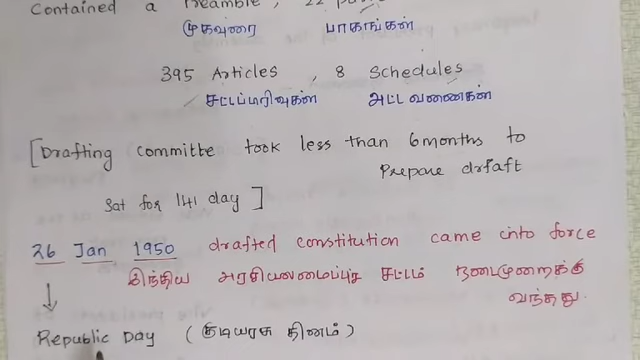 Contained a Preamble, 22 parts
முகவுரை பாகங்கள்
395 Articles, 8 Schedules
சட்டப்பிரிவுகள் அட்டவணைகள்
[Drafting committbe took less than 6 months to
Prepare drfaft
Sat for 141 day]
26 Jan 1950 drafted constitution came into force
இந்திய அரசியலமைப்புச் சட்டம் நடைமுறைக்கு
வந்தது.
Republic Day (குடியரசு தினம்)